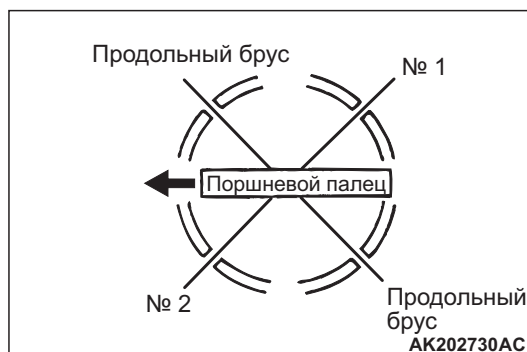 Продольный брус
№ 1
Поршневой палец
№ 2
Продольный
брус
AK202730AC